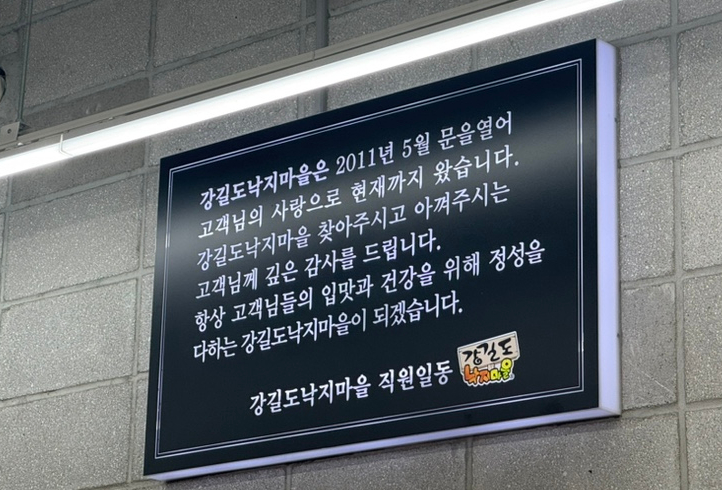 강길도낙지마을은 2011년 5월 문을열어
고객님의 사랑으로 현재까지 왔습니다.
강길도낙지마을 찾아주시고 아껴주시는
고객님께 깊은 감사를 드립니다.
항상 고객님들의 입맛과 건강을 위해 정성을
다하는 강길도낙지마을이 되겠습니다.
강길도낙지마을 직원일동
강길도
낙지마을